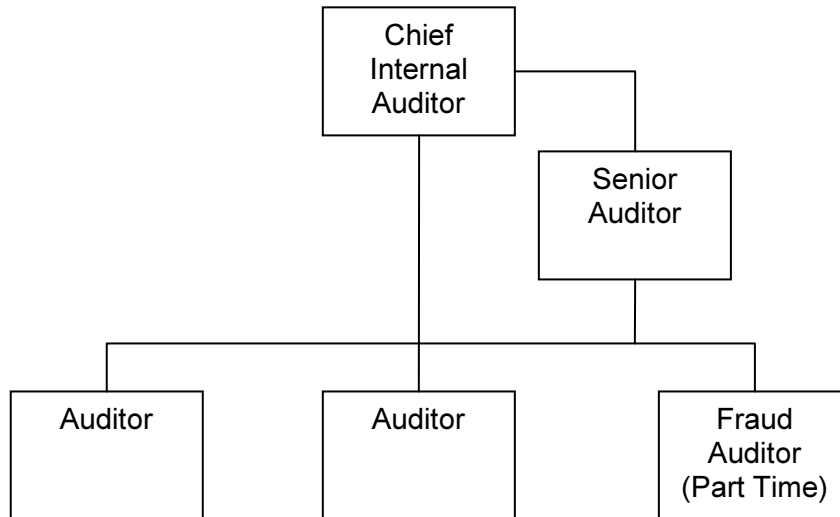 Chief
Internal
Auditor
Senior
Auditor
Auditor
Auditor
Fraud
Auditor
(Part Time)